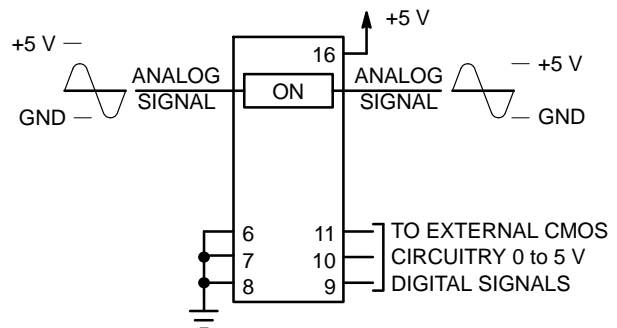 +5 V
+5 V
16
ANALOG
SIGNAL
ON
ANALOG
SIGNAL
+5 V
GND
GND
6
11
TO EXTERNAL CMOS
7
10
CIRCUITRY 0 to 5 V
8
9
DIGITAL SIGNALS